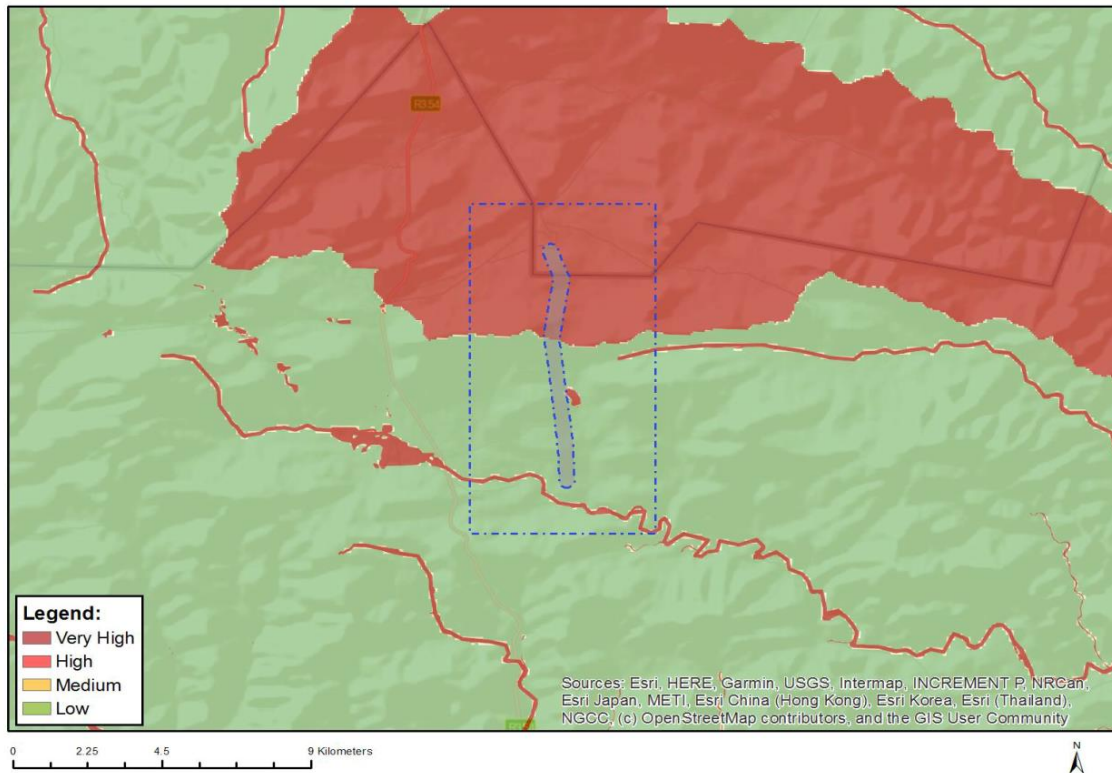 R354
Legend:
Very High
High
Medium
Low
Sources: Esri, HERE, Garmin, USGS, Intermap, INCREMENT P, NRCan,
Esri Japan, METI, Esri China (Hong Kong), Esri Korea, Esri (Thailand),
NGCC, (c) OpenStreetMap contributors, and the GIS User Community
0 2.25 4.5 9 Kilometers
N